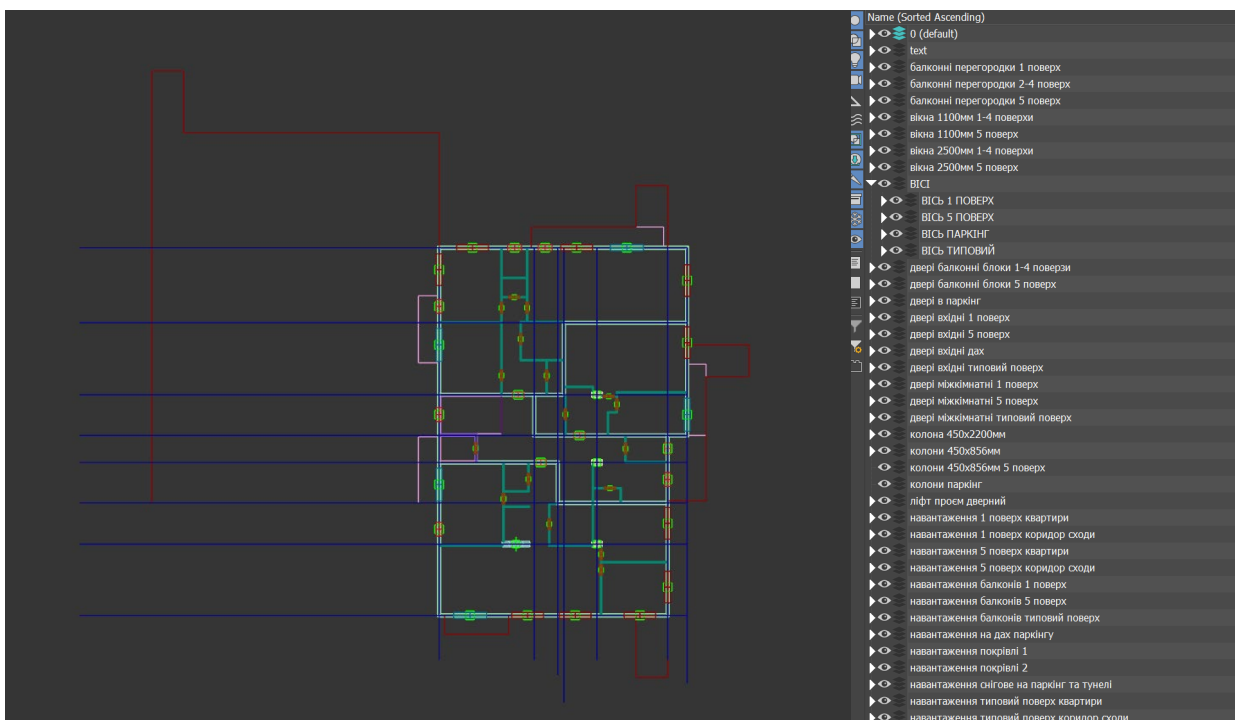 Name (Sorted Ascending)
0 (default)
text
балконні перегородки 1 поверх
балконні перегородки 2-4 поверх
балконні перегородки 5 поверх
вікна 1100мм 1-4 поверхи
вікна 1100мм 5 поверх
вікна 2500мм 1-4 поверхи
вікна 2500мм 5 поверх
ВІСІ
ВІСЬ 1 ПОВЕРХ
ВІСЬ 5 ПОВЕРХ
ВІСЬ ПАРКІНГ
ВІСЬ ТИПОВИЙ
двері балконні блоки 1-4 поверзи
двері балконні блоки 5 поверх
двері в паркінг
двері вхідні 1 поверх
двері вхідні 5 поверх
двері вхідні дах
двері вхідні типовий поверх
двері міжкімнатні 1 поверх
двері міжкімнатні 5 поверх
двері міжкімнатні типовий поверх
колона 450x2200мм
колони 450x856мм
колони 450x856мм 5 поверх
колони паркінг
ліфт проєм дверний
навантаження 1 поверх квартири
навантаження 1 поверх коридор сходи
навантаження 5 поверх квартири
навантаження 5 поверх коридор сходи
навантаження балконів 1 поверх
навантаження балконів 5 поверх
навантаження балконів типовий поверх
навантаження на дах паркінгу
навантаження покрівлі 1
навантаження покрівлі 2
навантаження снігове на паркінг та тунелі
навантаження типовий поверх квартири
навантаження типовий поверх коридор сходи